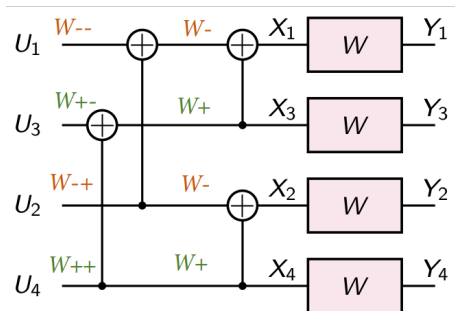 U₁ W-- W- X₁ W Y₁
U₃ W+- W+ X₃ W Y₃
U₂ W-+ W- X₂ W Y₂
U₄ W++ W+ X₄ W Y₄